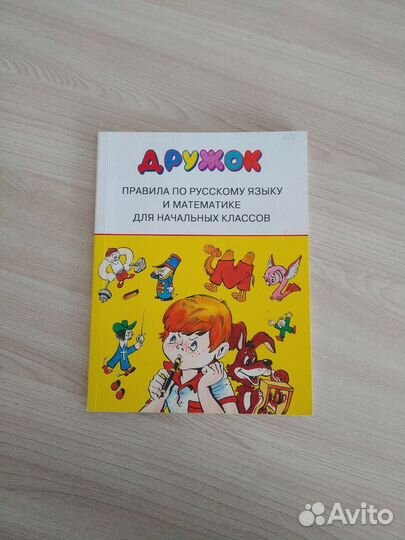 ДРУЖОК
ПРАВИЛА ПО РУССКОМУ ЯЗЫКУ
И МАТЕМАТИКЕ
ДЛЯ НАЧАЛЬНЫХ КЛАССОВ
М
Avito